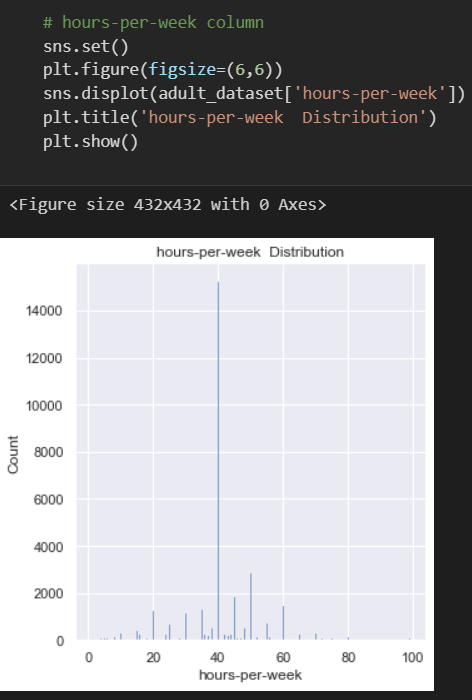 # hours-per-week column
sns.set()
plt.figure(figsize=(6,6))
sns.displot(adult_dataset['hours-per-week'])
plt.title('hours-per-week  Distribution')
plt.show()
<Figure size 432x432 with 0 Axes>
hours-per-week  Distribution
14000
12000
10000
8000
6000
4000
2000
0
Count
0 20 40 60 80 100
hours-per-week